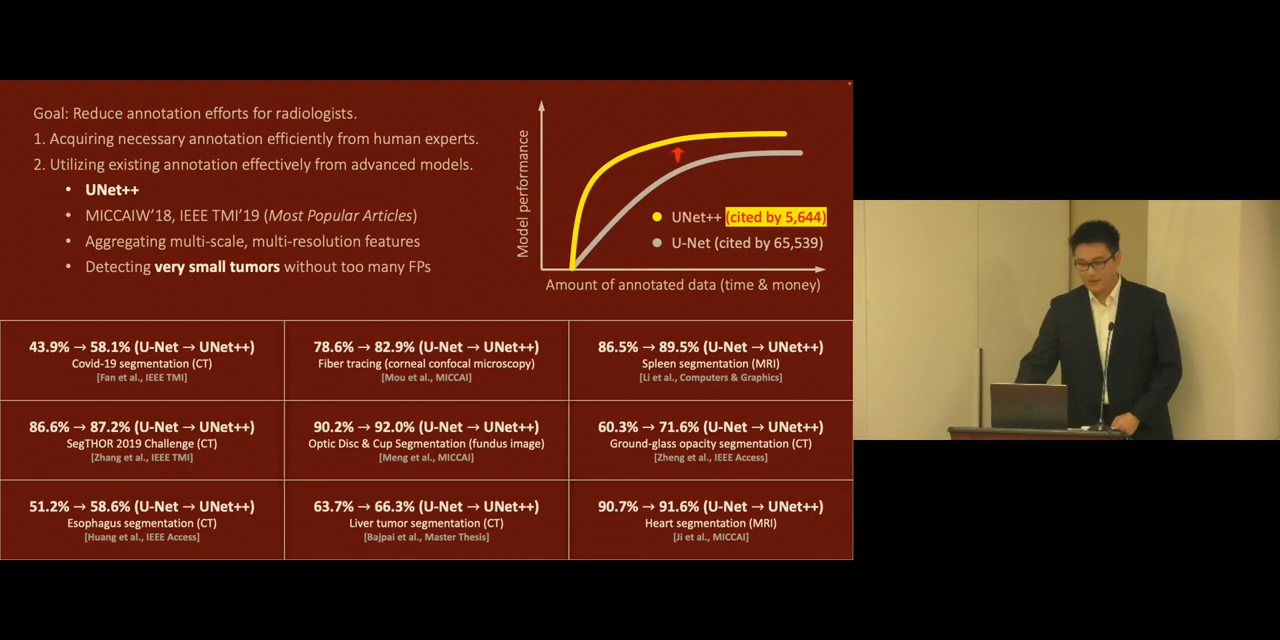 Goal: Reduce annotation efforts for radiologists.
1. Acquiring necessary annotation efficiently from human experts.
2. Utilizing existing annotation effectively from advanced models.
• UNet++
• MICCAIW’18, IEEE TMI’19 (Most Popular Articles)
• Aggregating multi-scale, multi-resolution features
• Detecting very small tumors without too many FPs
Model performance
UNet++ (cited by 5,644)
U-Net (cited by 65,539)
Amount of annotated data (time & money)
43.9% → 58.1% (U-Net → UNet++)
Covid-19 segmentation (CT)
[Fan et al., IEEE TMI]
78.6% → 82.9% (U-Net → UNet++)
Fiber tracing (corneal confocal microscopy)
[Mou et al., MICCAI]
86.5% → 89.5% (U-Net → UNet++)
Spleen segmentation (MRI)
[Li et al., Computers & Graphics]
86.6% → 87.2% (U-Net → UNet++)
SegTHOR 2019 Challenge (CT)
[Zhang et al., IEEE TMI]
90.2% → 92.0% (U-Net → UNet++)
Optic Disc & Cup Segmentation (fundus image)
[Meng et al., MICCAI]
60.3% → 71.6% (U-Net → UNet++)
Ground-glass opacity segmentation (CT)
[Zheng et al., IEEE Access]
51.2% → 58.6% (U-Net → UNet++)
Esophagus segmentation (CT)
[Huang et al., IEEE Access]
63.7% → 66.3% (U-Net → UNet++)
Liver tumor segmentation (CT)
[Bajpai et al., Master Thesis]
90.7% → 91.6% (U-Net → UNet++)
Heart segmentation (MRI)
[Ji et al., MICCAI]